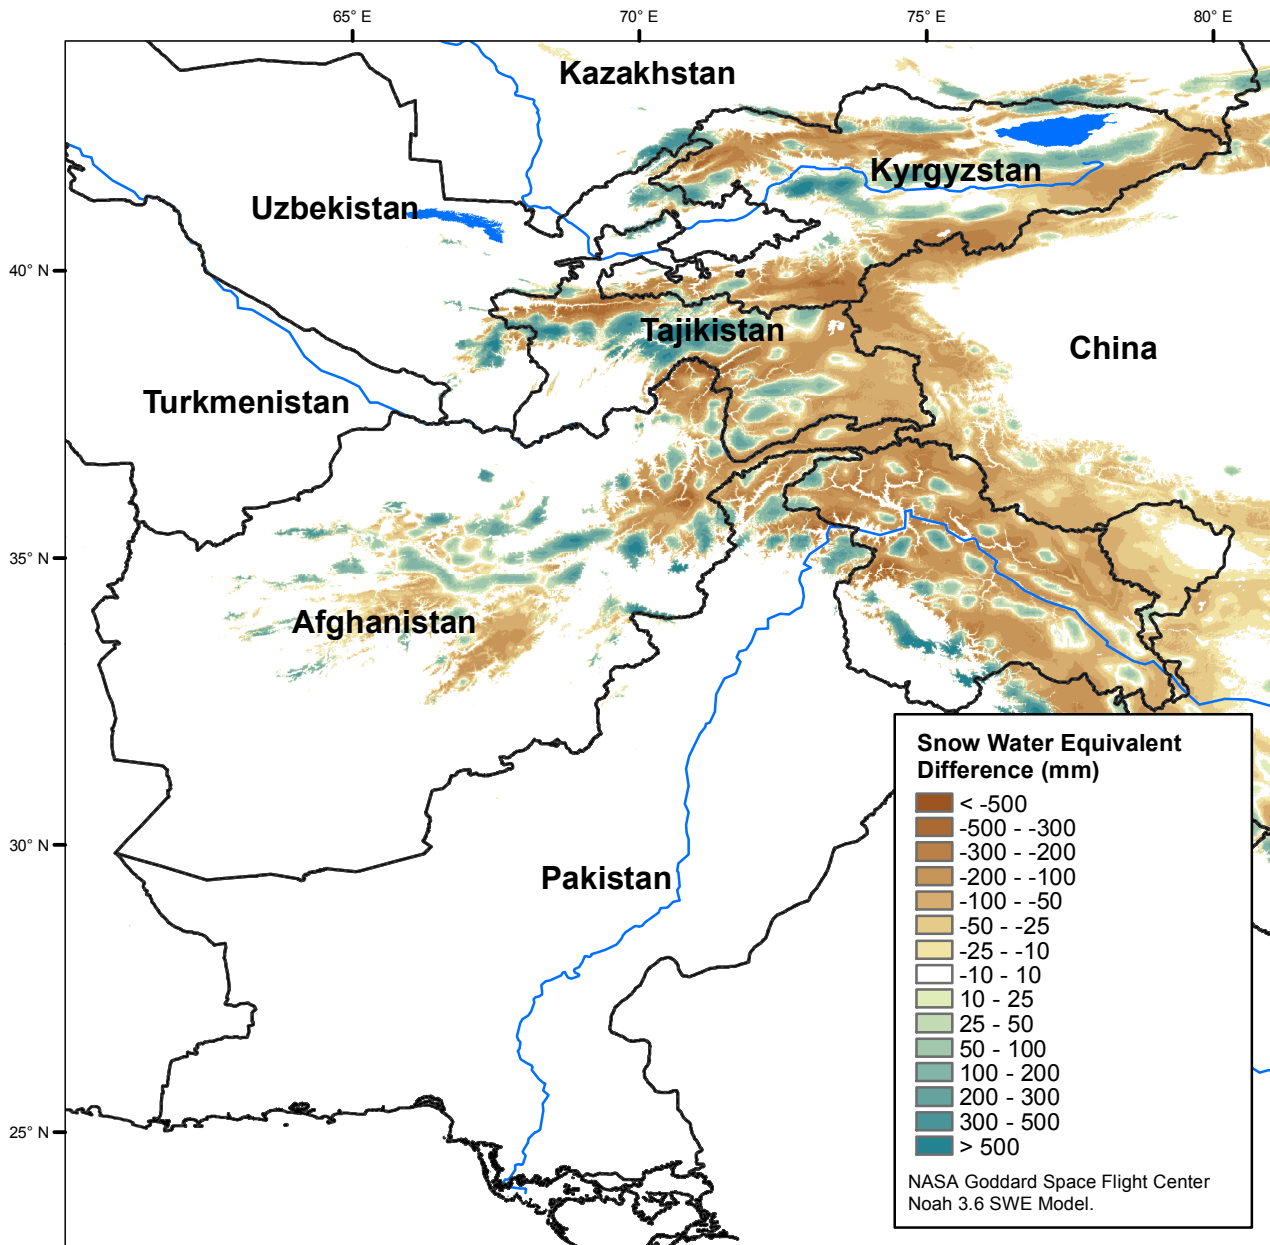 65° E
70° E
75° E
80° E
Kazakhstan
Kyrgyzstan
Uzbekistan
40° N
Tajikistan
China
Turkmenistan
35° N
Afghanistan
Snow Water Equivalent
Difference (mm)
< -500
-500 - -300
-300 - -200
-200 - -100
-100 - -50
-50 - -25
-25 - -10
-10 - 10
10 - 25
25 - 50
50 - 100
100 - 200
200 - 300
300 - 500
> 500
NASA Goddard Space Flight Center
Noah 3.6 SWE Model.
30° N
Pakistan
25° N